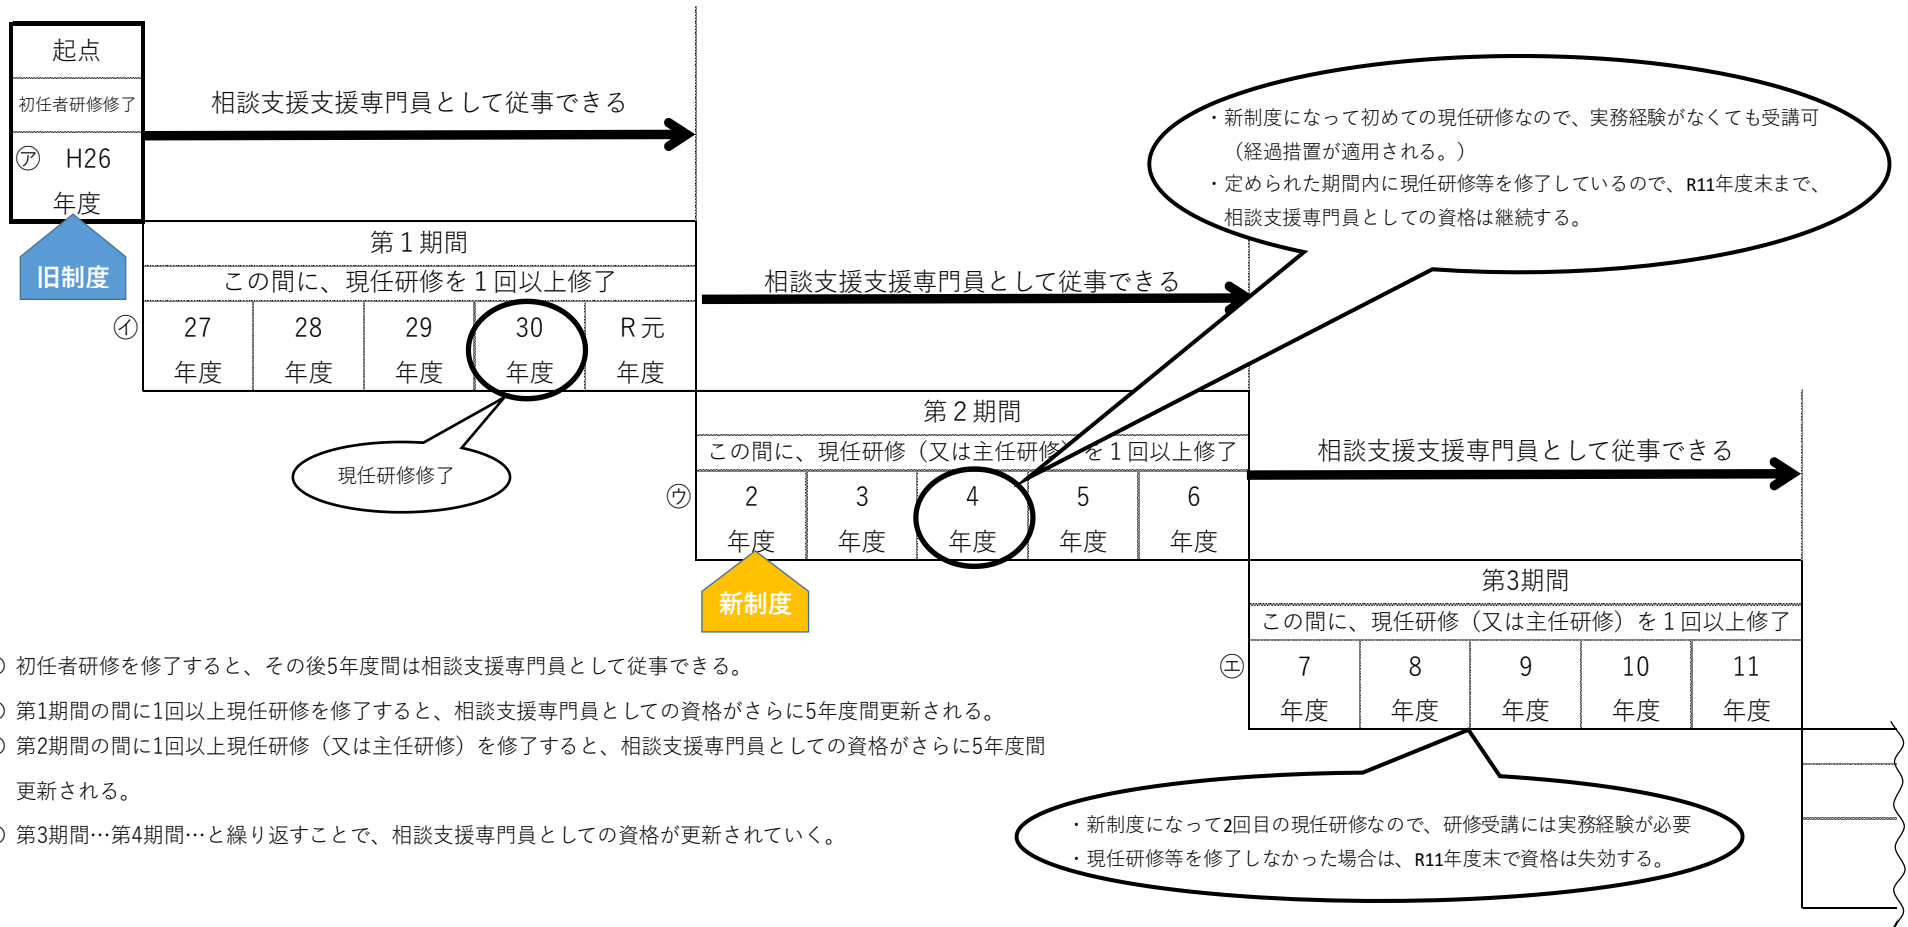 起点
初任者研修修了
㋐ H26
年度
旧制度
相談支援支援専門員として従事できる
第１期間
この間に、現任研修を１回以上修了
㋑
27 28 29 30 R元
年度 年度 年度 年度 年度
現任研修修了
・新制度になって初めての現任研修なので、実務経験がなくても受講可
（経過措置が適用される。）
・定められた期間内に現任研修等を修了しているので、R11年度末まで、
相談支援専門員としての資格は継続する。
相談支援支援専門員として従事できる
第２期間
この間に、現任研修（又は主任研修）を１回以上修了
㋒
2 3 4 5 6
年度 年度 年度 年度 年度
新制度
相談支援支援専門員として従事できる
第3期間
この間に、現任研修（又は主任研修）を１回以上修了
㋓
7 8 9 10 11
年度 年度 年度 年度 年度
・新制度になって2回目の現任研修なので、研修受講には実務経験が必要
・現任研修等を修了しなかった場合は、R11年度末で資格は失効する。
初任者研修を修了すると、その後5年度間は相談支援専門員として従事できる。
第1期間の間に1回以上現任研修を修了すると、相談支援専門員としての資格がさらに5年度間更新される。
第2期間の間に1回以上現任研修（又は主任研修）を修了すると、相談支援専門員としての資格がさらに5年度間
更新される。
第3期間…第4期間…と繰り返すことで、相談支援専門員としての資格が更新されていく。